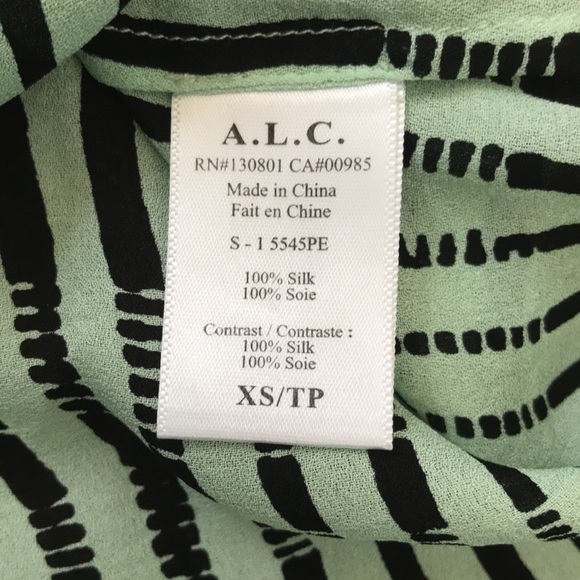 A.L.C.
RN#130801 CA#00985
Made in China
Fait en Chine
S - 1 5545PE
100% Silk
100% Soie
Contrast / Contraste :
100% Silk
100% Soie
XS/TP